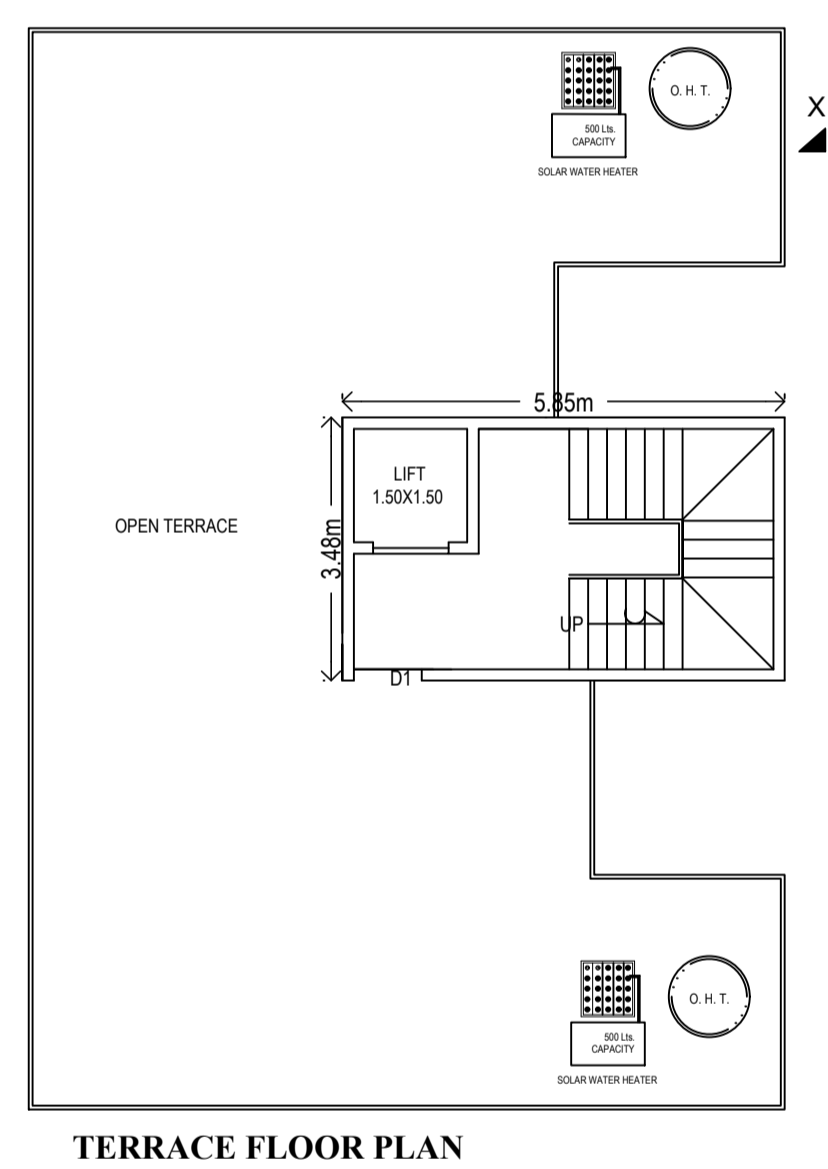 O. H. T.
X
500 Lts.
CAPACITY
SOLAR WATER HEATER
5.85m
LIFT
1.50X1.50
OPEN TERRACE
3.48m
UP
D1
O. H. T.
500 Lts.
CAPACITY
SOLAR WATER HEATER
TERRACE FLOOR PLAN